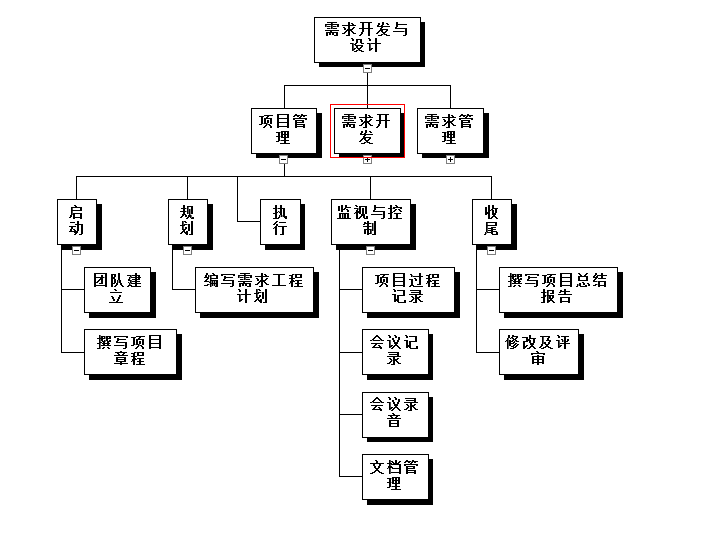 需求开发与
设计
项目管
理
需求开
发
需求管
理
启
动
规
划
执
行
监视与控
制
收
尾
团队建
立
编写需求工程
计划
项目过程
记录
撰写项目总结
报告
撰写项目
章程
会议记
录
修改及评
审
会议录
音
文档管
理